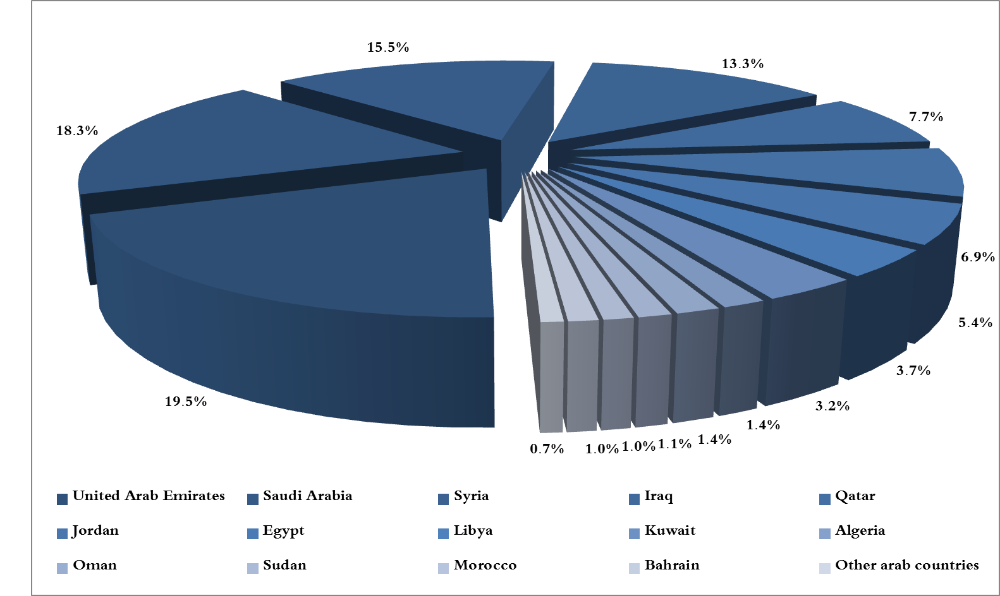 15.5%
13.3%
7.7%
18.3%
6.9%
5.4%
3.7%
19.5%
3.2%
1.4%
1.4%
0.7% 1.0% 1.0% 1.1%
United Arab Emirates Saudi Arabia Syria Iraq Qatar
Jordan Egypt Libya Kuwait Algeria
Oman Sudan Morocco Bahrain Other arab countries